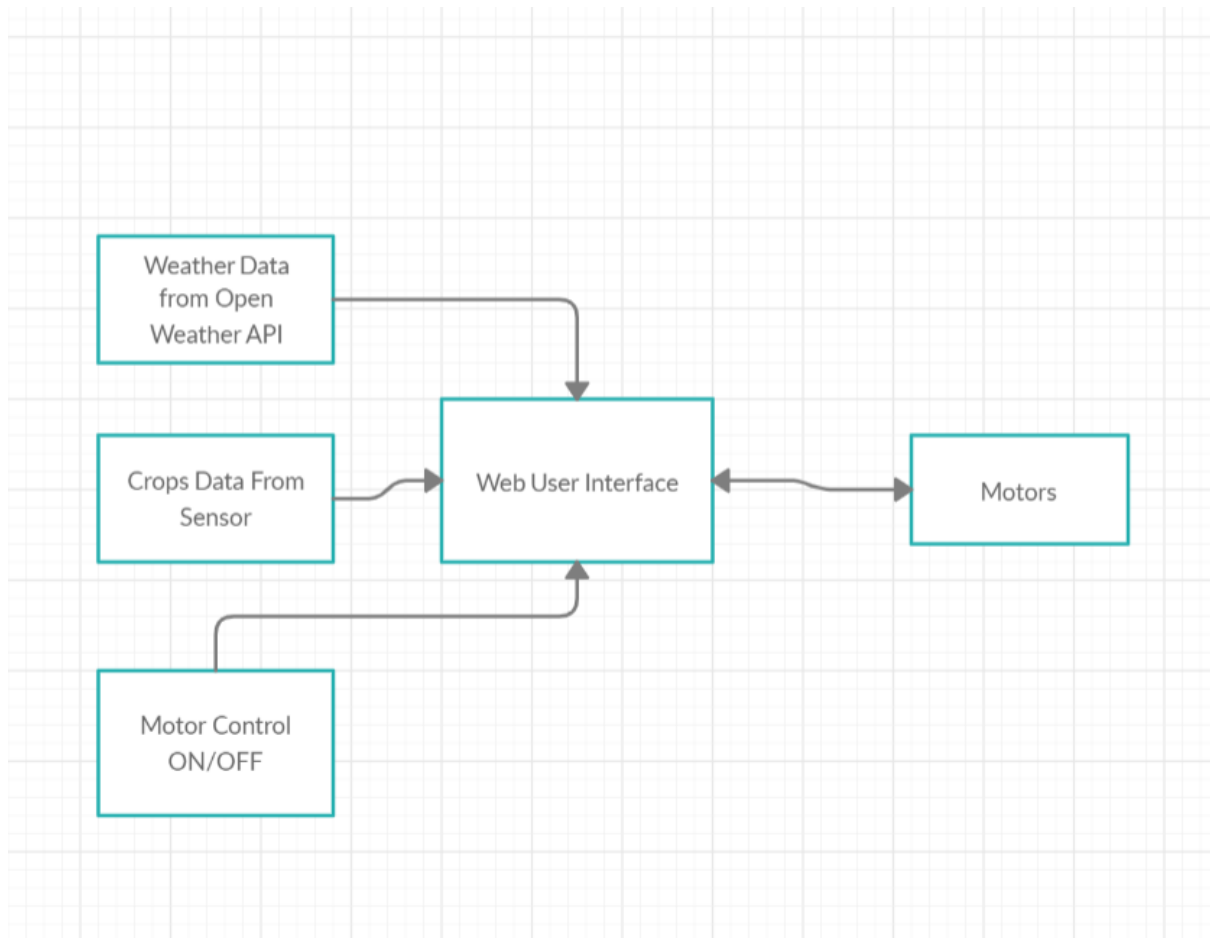 Weather Data
from Open
Weather API
Crops Data From
Sensor
Web User Interface
Motors
Motor Control
ON/OFF